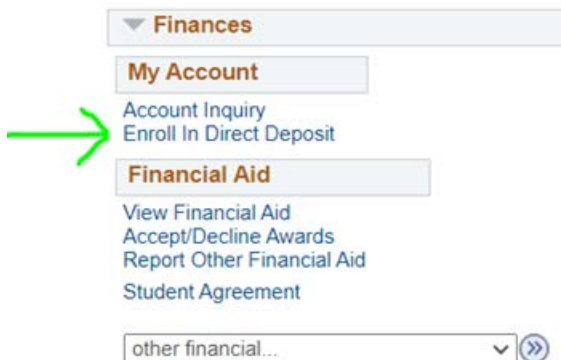 Finances
My Account
Account Inquiry
Enroll In Direct Deposit
Financial Aid
View Financial Aid
Accept/Decline Awards
Report Other Financial Aid
Student Agreement
other financial...